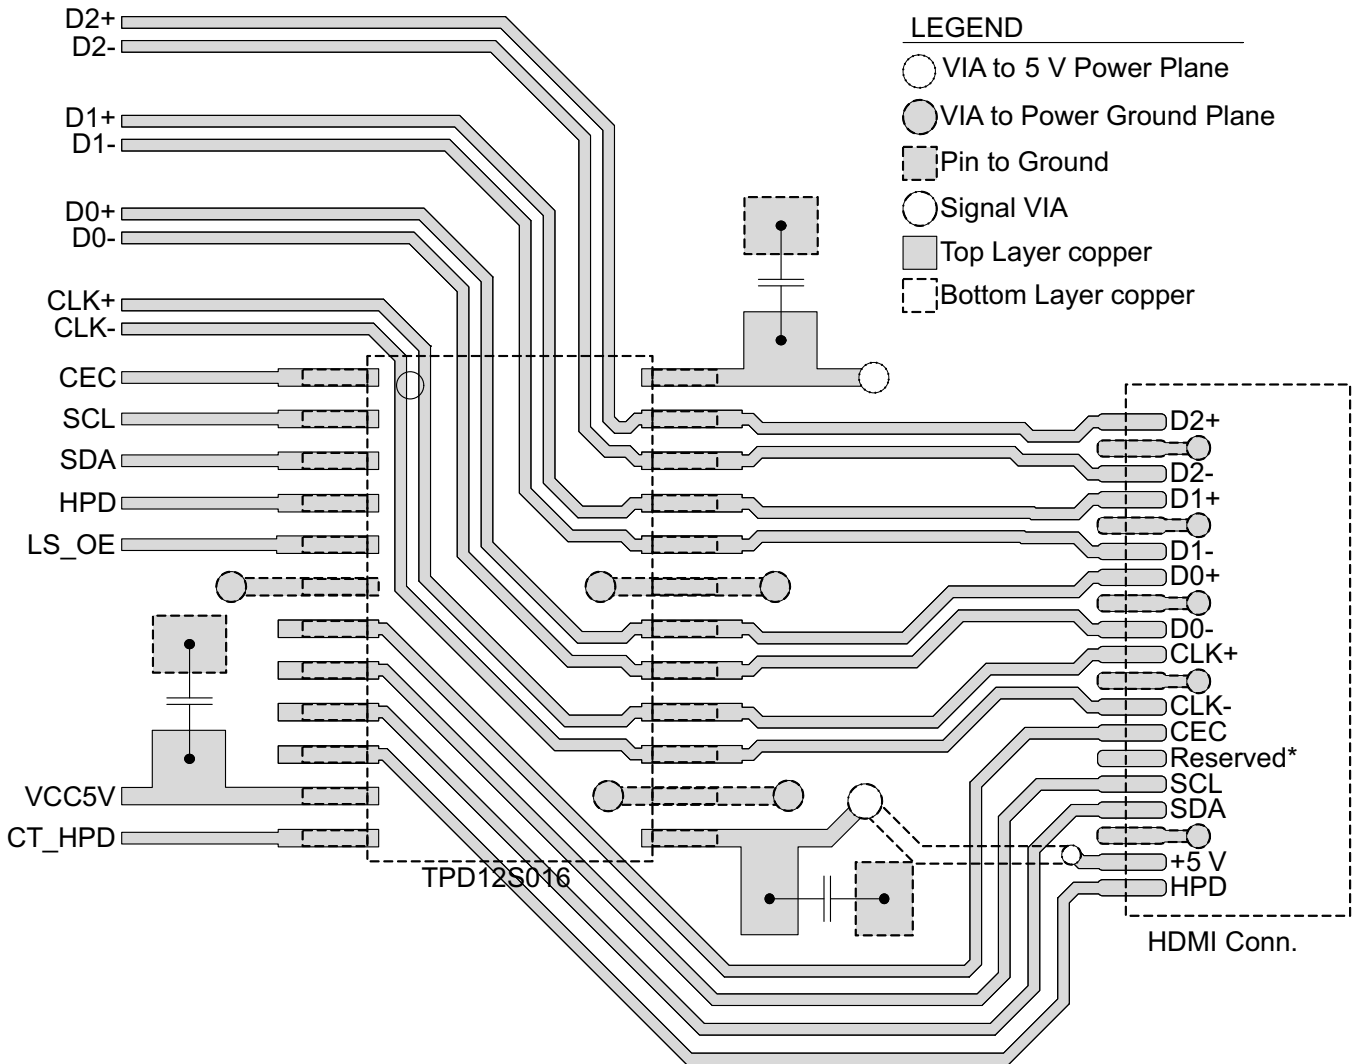 D2+
D2-
D1+
D1-
D0+
D0-
CLK+
CLK-
CEC
SCL
SDA
HPD
LS_OE
VCC5V
CT_HPD
TPD12S016
LEGEND
VIA to 5 V Power Plane
VIA to Power Ground Plane
Pin to Ground
Signal VIA
Top Layer copper
Bottom Layer copper
D2+
D2-
D1+
D1-
D0+
D0-
CLK+
CLK-
CEC
Reserved*
SCL
SDA
+5 V
HPD
HDMI Conn.